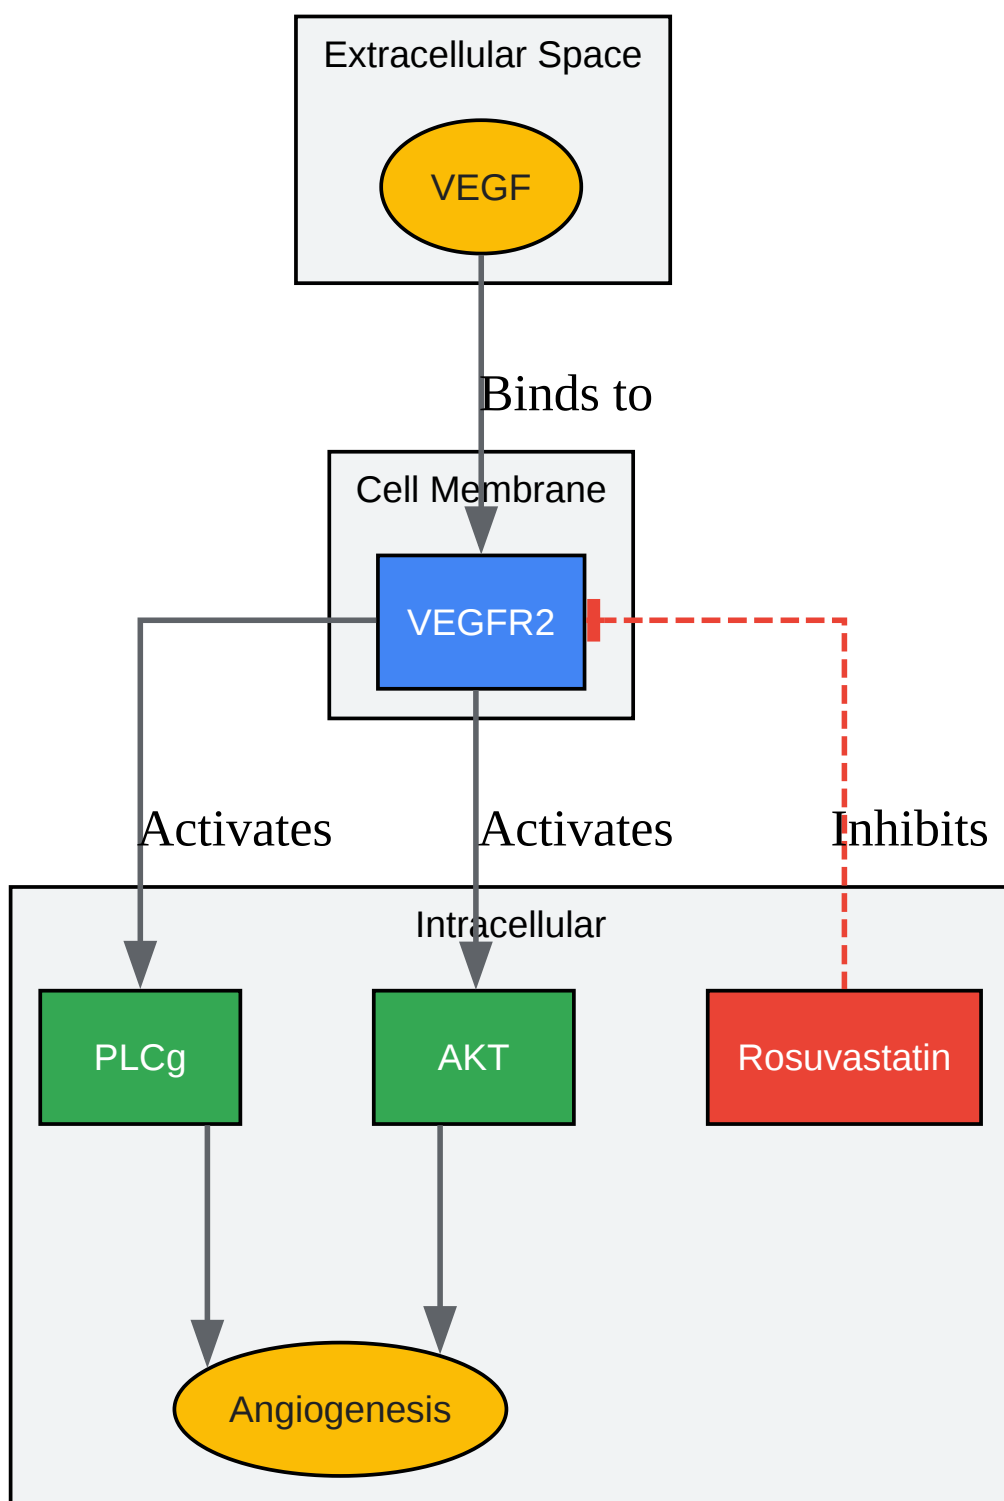 Extracellular Space
VEGF
Binds to
Cell Membrane
VEGFR2
Activates
Activates
Inhibits
Intracellular
PLCg
AKT
Rosuvastatin
Angiogenesis